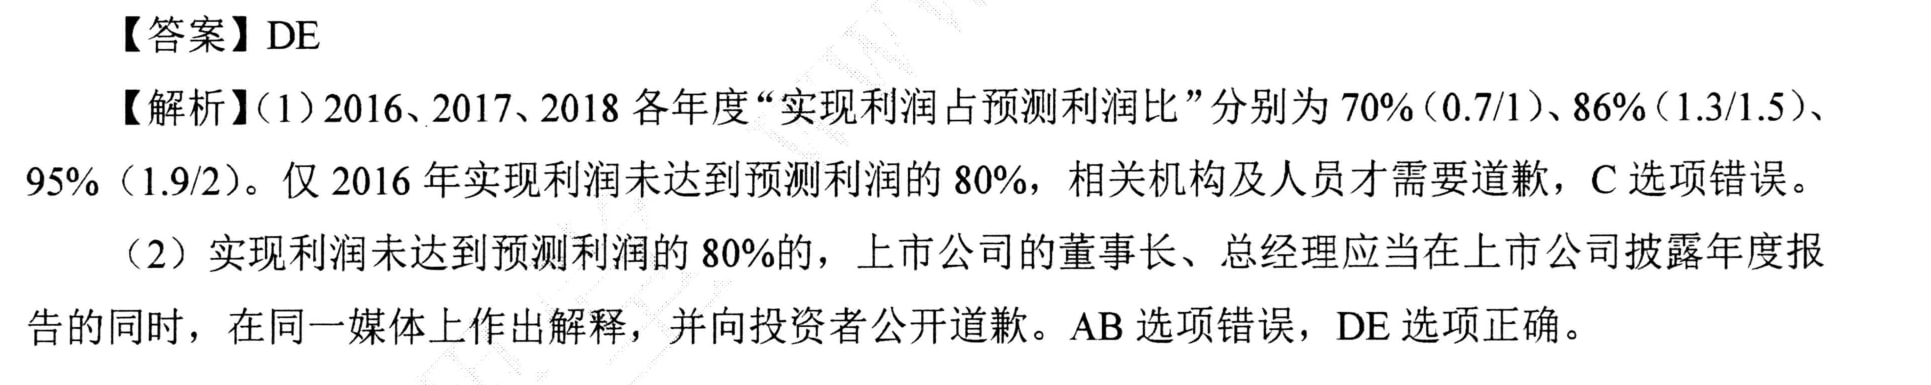 【答案】DE
【解析】（1）2016、2017、2018 各年度“实现利润占预测利润比”分别为 70%（0.7/1）、86%（1.3/1.5）、
95%（1.9/2）。仅 2016 年实现利润未达到预测利润的 80%，相关机构及人员才需要道歉，C 选项错误。
（2）实现利润未达到预测利润的 80%的，上市公司的董事长、总经理应当在上市公司披露年度报
告的同时，在同一媒体上作出解释，并向投资者公开道歉。AB 选项错误，DE 选项正确。